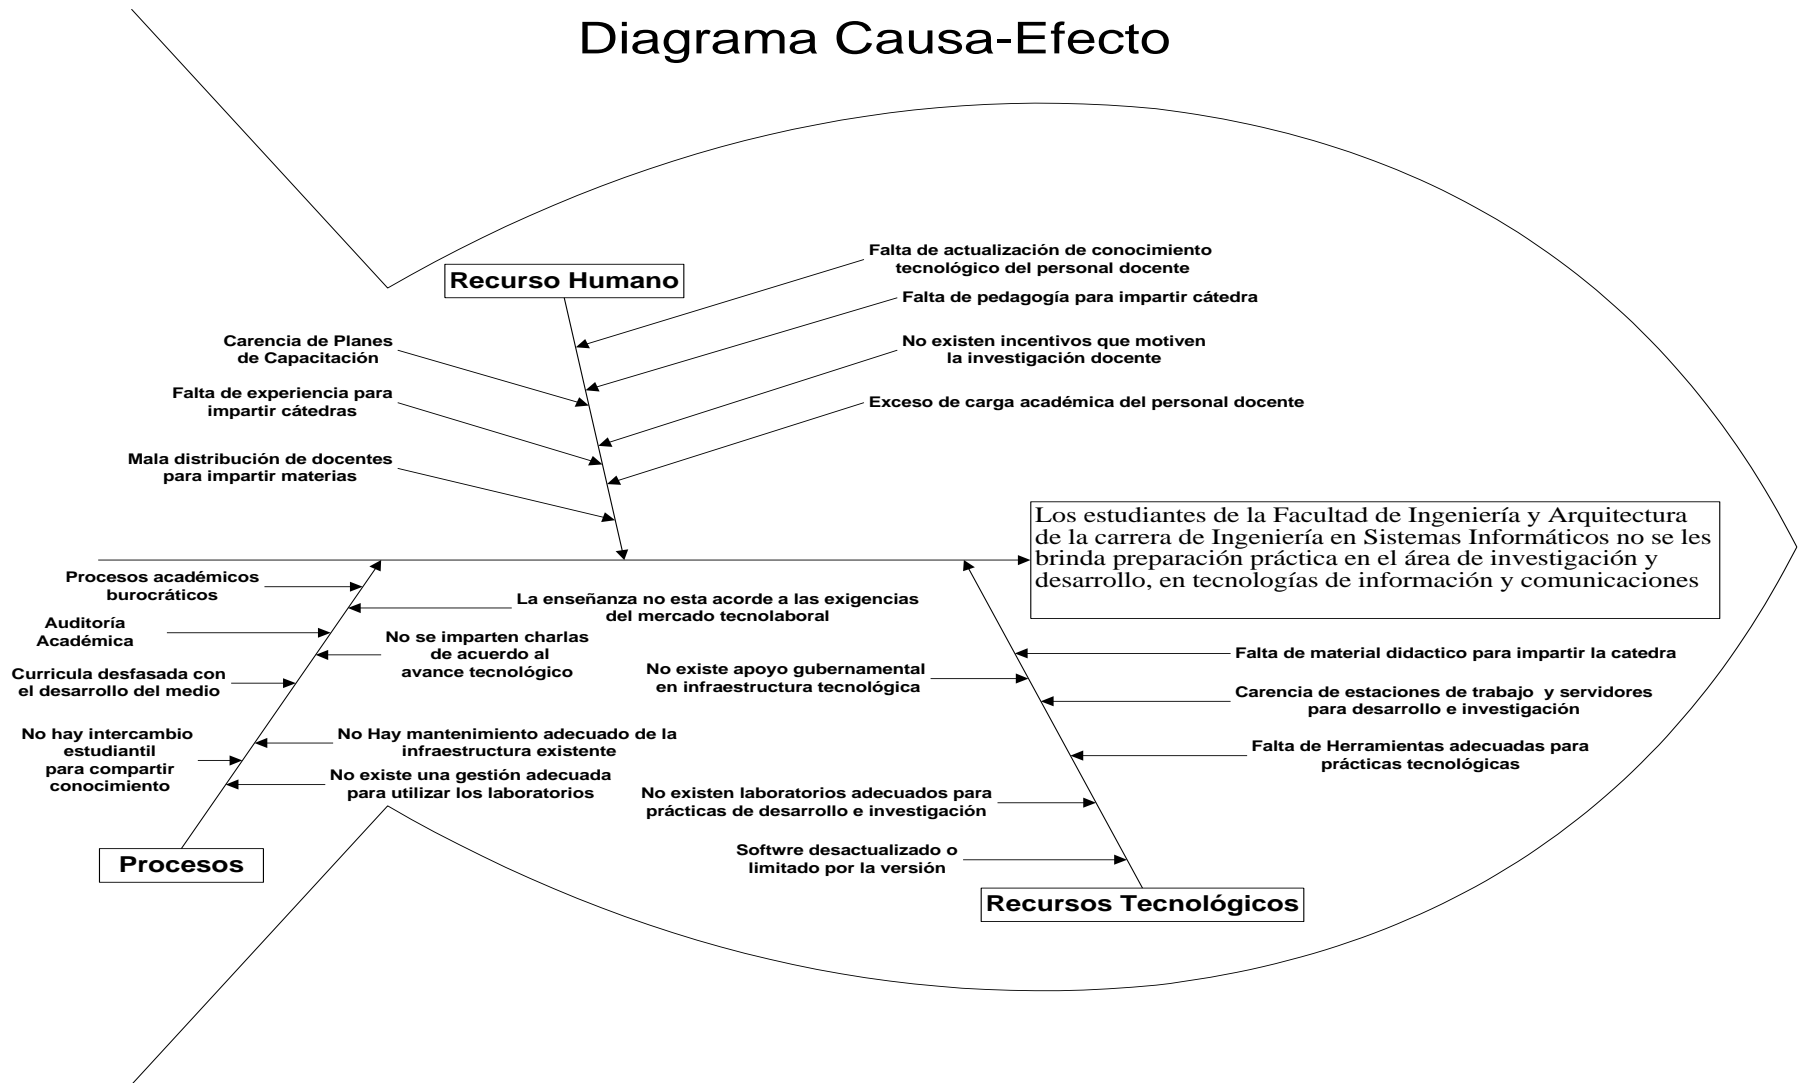 Diagrama Causa-Efecto
Recurso Humano
Falta de actualización de conocimiento
tecnológico del personal docente
Falta de pedagogía para impartir cátedra
No existen incentivos que motiven
la investigación docente
Exceso de carga académica del personal docente
Carencia de Planes
de Capacitación
Falta de experiencia para
impartir cátedras
Mala distribución de docentes
para impartir materias
Los estudiantes de la Facultad de Ingeniería y Arquitectura
de la carrera de Ingeniería en Sistemas Informáticos no se les
brinda preparación práctica en el área de investigación y
desarrollo, en tecnologías de información y comunicaciones
Procesos académicos
burocráticos
Auditoría
Académica
Curricula desfasada con
el desarrollo del medio
No hay intercambio
estudiantil
para compartir
conocimiento
La enseñanza no esta acorde a las exigencias
del mercado tecnolaboral
No se imparten charlas
de acuerdo al
avance tecnológico
No Hay mantenimiento adecuado de la
infraestructura existente
No existe una gestión adecuada
para utilizar los laboratorios
Procesos
No existe apoyo gubernamental
en infraestructura tecnológica
No existen laboratorios adecuados para
prácticas de desarrollo e investigación
Softwre desactualizado o
limitado por la versión
Falta de material didactico para impartir la catedra
Carencia de estaciones de trabajo y servidores
para desarrollo e investigación
Falta de Herramientas adecuadas para
prácticas tecnológicas
Recursos Tecnológicos